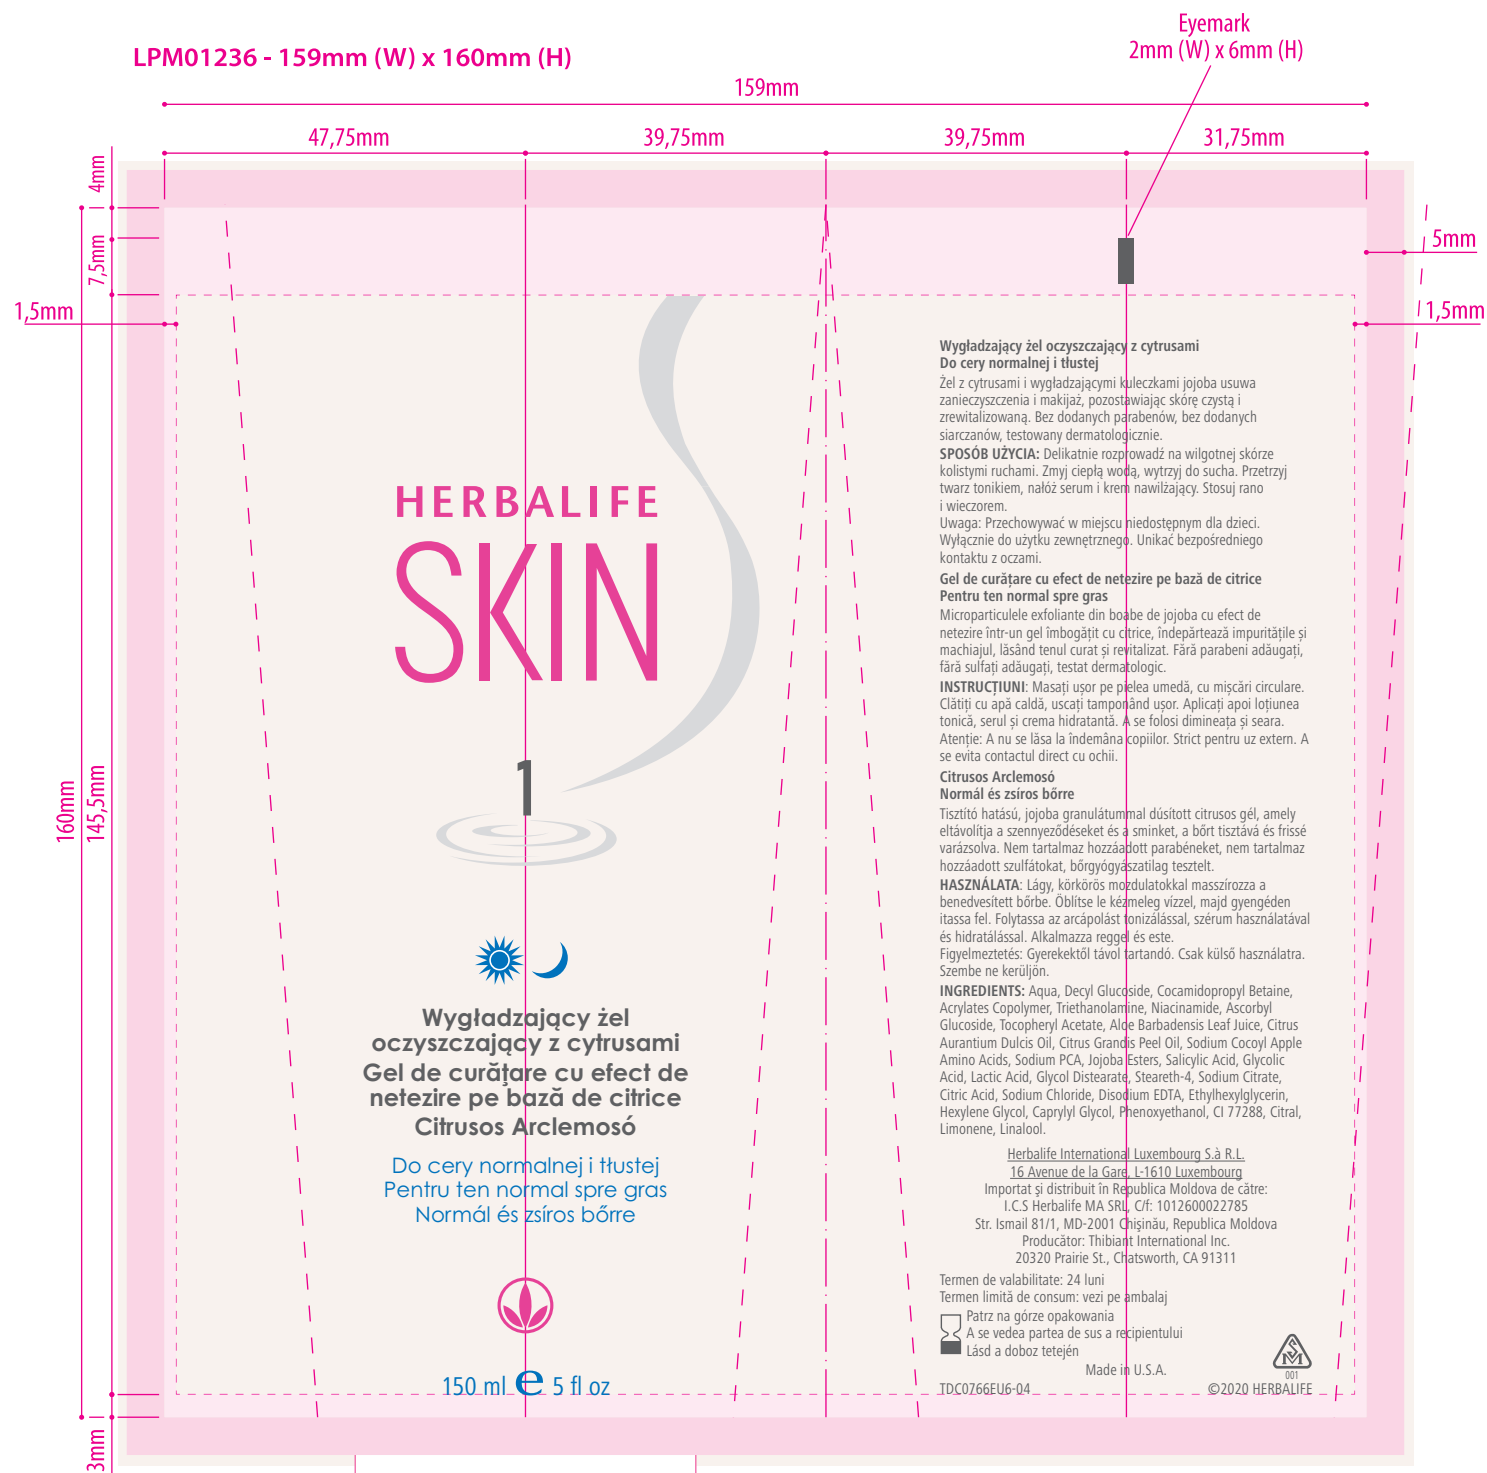 LPM01236 - 159mm (W) x 160mm (H)
Eyemark
2mm (W) x 6mm (H)
159mm
47,75mm
39,75mm
39,75mm
31,75mm
4mm
7,5mm
1,5mm
5mm
1,5mm
160mm
145,5mm
3mm
HERBALIFE
SKIN
1
Wygładzający żel
oczyszczający z cytrusami
Gel de curăţare cu efect de
netezire pe bază de citrice
Citrusos Arclemosó
Do cery normalnej i tłustej
Pentru ten normal spre gras
Normál és zsíros bőrre
150 ml e 5 fl oz
Wygładzający żel oczyszczający z cytrusami
Do cery normalnej i tłustej
Żel z cytrusami i wygładzającymi kuleczkami jojoba usuwa
zanieczyszczenia i makijaż, pozostawiając skórę czystą i
zrewitalizowaną. Bez dodanych parabenów, bez dodanych
siarczanów, testowany dermatologicznie.
SPOSÓB UŻYCIA: Delikatnie rozprowadź na wilgotnej skórze
kolistymi ruchami. Zmyj ciepłą wodą, wytrzyj do sucha. Przetrzyj
twarz tonikiem, nałóż serum i krem nawilżający. Stosuj rano
i wieczorem.
Uwaga: Przechowywać w miejscu niedostępnym dla dzieci.
Wyłącznie do użytku zewnętrznego. Unikać bezpośredniego
kontaktu z oczami.
Gel de curățare cu efect de netezire pe bază de citrice
Pentru ten normal spre gras
Microparticulele exfoliante din boabe de jojoba cu efect de
netezire într-un gel îmbogățit cu citrice, îndepărtează impuritățile și
machiajul, lăsând tenul curat și revitalizat. Fără parabeni adăugați,
fără sulfați adăugați, testat dermatologic.
INSTRUCȚIUNI: Masați ușor pe pielea umedă, cu mișcări circulare.
Clătiți cu apă caldă, uscați tamponând ușor. Aplicați apoi loțiunea
tonică, serul și crema hidratantă. A se folosi dimineața și seara.
Atenție: A nu se lăsa la îndemâna copiilor. Strict pentru uz extern. A
se evita contactul direct cu ochii.
Citrusos Arclemosó
Normál és zsíros bőrre
Tisztító hatású, jojoba granulátummal dúsított citrusos gél, amely
eltávolítja a szennyeződéseket és a sminket, a bőrt tisztává és frissé
varázsolva. Nem tartalmaz hozzáadott parabéneket, nem tartalmaz
hozzáadott szulfátokat, bőrgyógyászatilag tesztelt.
HASZNÁLATA: Lágy, körkörös mozdulatokkal masszírozza a
benedvesített bőrbe. Öblítse le kézmeleg vízzel, majd gyengéden
itassa fel. Folytassa az arcápolást tonizálással, szérum használatával
és hidratálással. Alkalmazza reggel és este.
Figyelmeztetés: Gyerekektől távol tartandó. Csak külső használatra.
Szembe ne kerüljön.
INGREDIENTS: Aqua, Decyl Glucoside, Cocamidopropyl Betaine,
Acrylates Copolymer, Triethanolamine, Niacinamide, Ascorbyl
Glucoside, Tocopheryl Acetate, Aloe Barbadensis Leaf Juice, Citrus
Aurantium Dulcis Oil, Citrus Grandis Peel Oil, Sodium Cocoyl Apple
Amino Acids, Sodium PCA, Jojoba Esters, Salicylic Acid, Glycolic
Acid, Lactic Acid, Glycol Distearate, Steareth-4, Sodium Citrate,
Citric Acid, Sodium Chloride, Disodium EDTA, Ethylhexylglycerin,
Hexylene Glycol, Caprylyl Glycol, Phenoxyethanol, CI 77288, Citral,
Limonene, Linalool.
Herbalife International Luxembourg S.à R.L.
16 Avenue de la Gare, L-1610 Luxembourg
Importat şi distribuit în Republica Moldova de către:
I.C.S Herbalife MA SRL, C/f: 1012600022785
Str. Ismail 81/1, MD-2001 Chişinău, Republica Moldova
Producător: Thibiant International Inc.
20320 Prairie St., Chatsworth, CA 91311
Termen de valabilitate: 24 luni
Termen limită de consum: vezi pe ambalaj
Patrz na górze opakowania
A se vedea partea de sus a recipientului
Lásd a doboz tetején
Made in U.S.A.
SM
001
TDC0766EU6-04
©2020 HERBALIFE